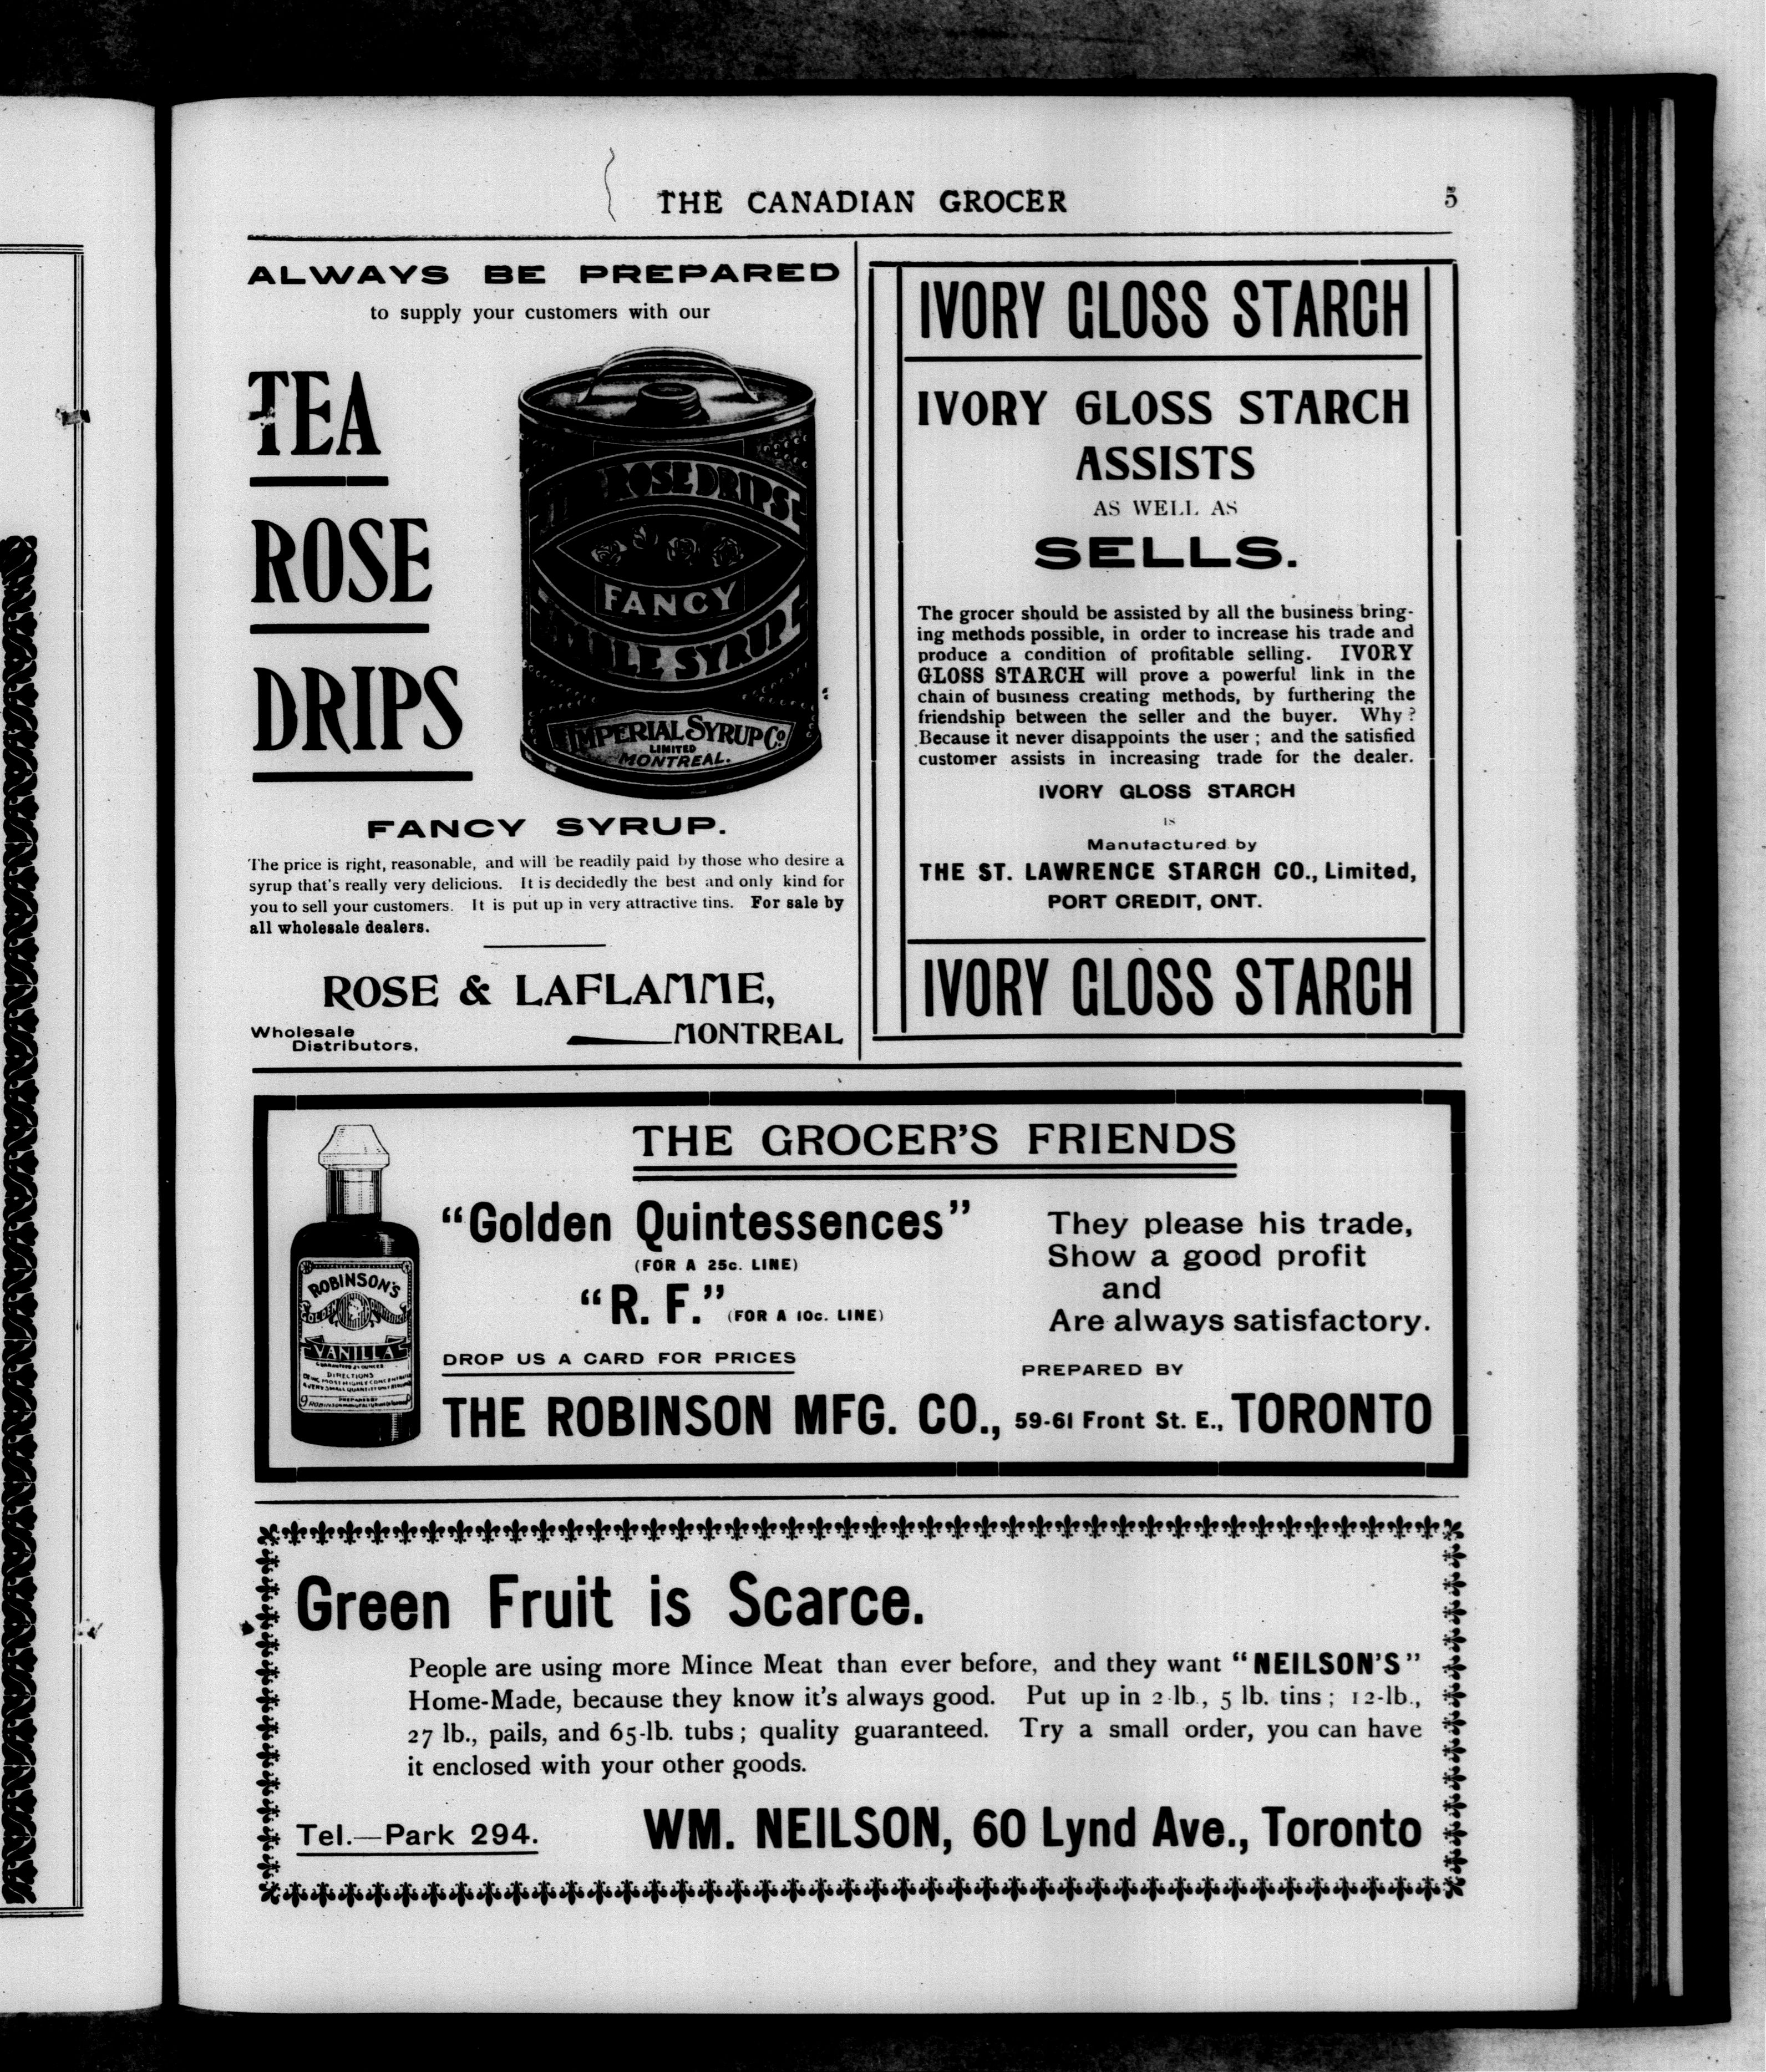 THE CANADIAN GROCER
5
ALWAYS BE PREPARED
to supply your customers with our
TEA
ROSE
DRIPS
ROSE DRIPS
FANCY
SYRUP
IMPERIAL SYRUP Co
LIMITED
MONTREAL.
FANCY SYRUP.
The price is right, reasonable, and will be readily paid by those who desire a
syrup that's really very delicious. It is decidedly the best and only kind for
you to sell your customers. It is put up in very attractive tins. For sale by
all wholesale dealers.
ROSE & LAFLAMME,
Wholesale
Distributors,
MONTREAL
IVORY GLOSS STARCH
IVORY GLOSS STARCH
ASSISTS
AS WELL AS
SELLS.
The grocer should be assisted by all the business bring-
ing methods possible, in order to increase his trade and
produce a condition of profitable selling. IVORY
GLOSS STARCH will prove a powerful link in the
chain of business creating methods, by furthering the
friendship between the seller and the buyer. Why?
Because it never disappoints the user; and the satisfied
customer assists in increasing trade for the dealer.
IVORY GLOSS STARCH
IS
Manufactured by
THE ST. LAWRENCE STARCH CO., Limited,
PORT CREDIT, ONT.
IVORY GLOSS STARCH
THE GROCER'S FRIENDS
"Golden Quintessences"
(FOR A 25c. LINE)
"R. F." (FOR A 10c. LINE)
DROP US A CARD FOR PRICES
They please his trade,
Show a good profit
and
Are always satisfactory.
PREPARED BY
THE ROBINSON MFG. CO., 59-61 Front St. E., TORONTO
ROBINSON'S
VANILLA
DIRECTIONS
Green Fruit is Scarce.
People are using more Mince Meat than ever before, and they want "NEILSON'S"
Home-Made, because they know it's always good. Put up in 2 lb., 5 lb. tins; 12-lb.,
27 lb., pails, and 65-lb. tubs; quality guaranteed. Try a small order, you can have
it enclosed with your other goods.
Tel.—Park 294.
WM. NEILSON, 60 Lynd Ave., Toronto